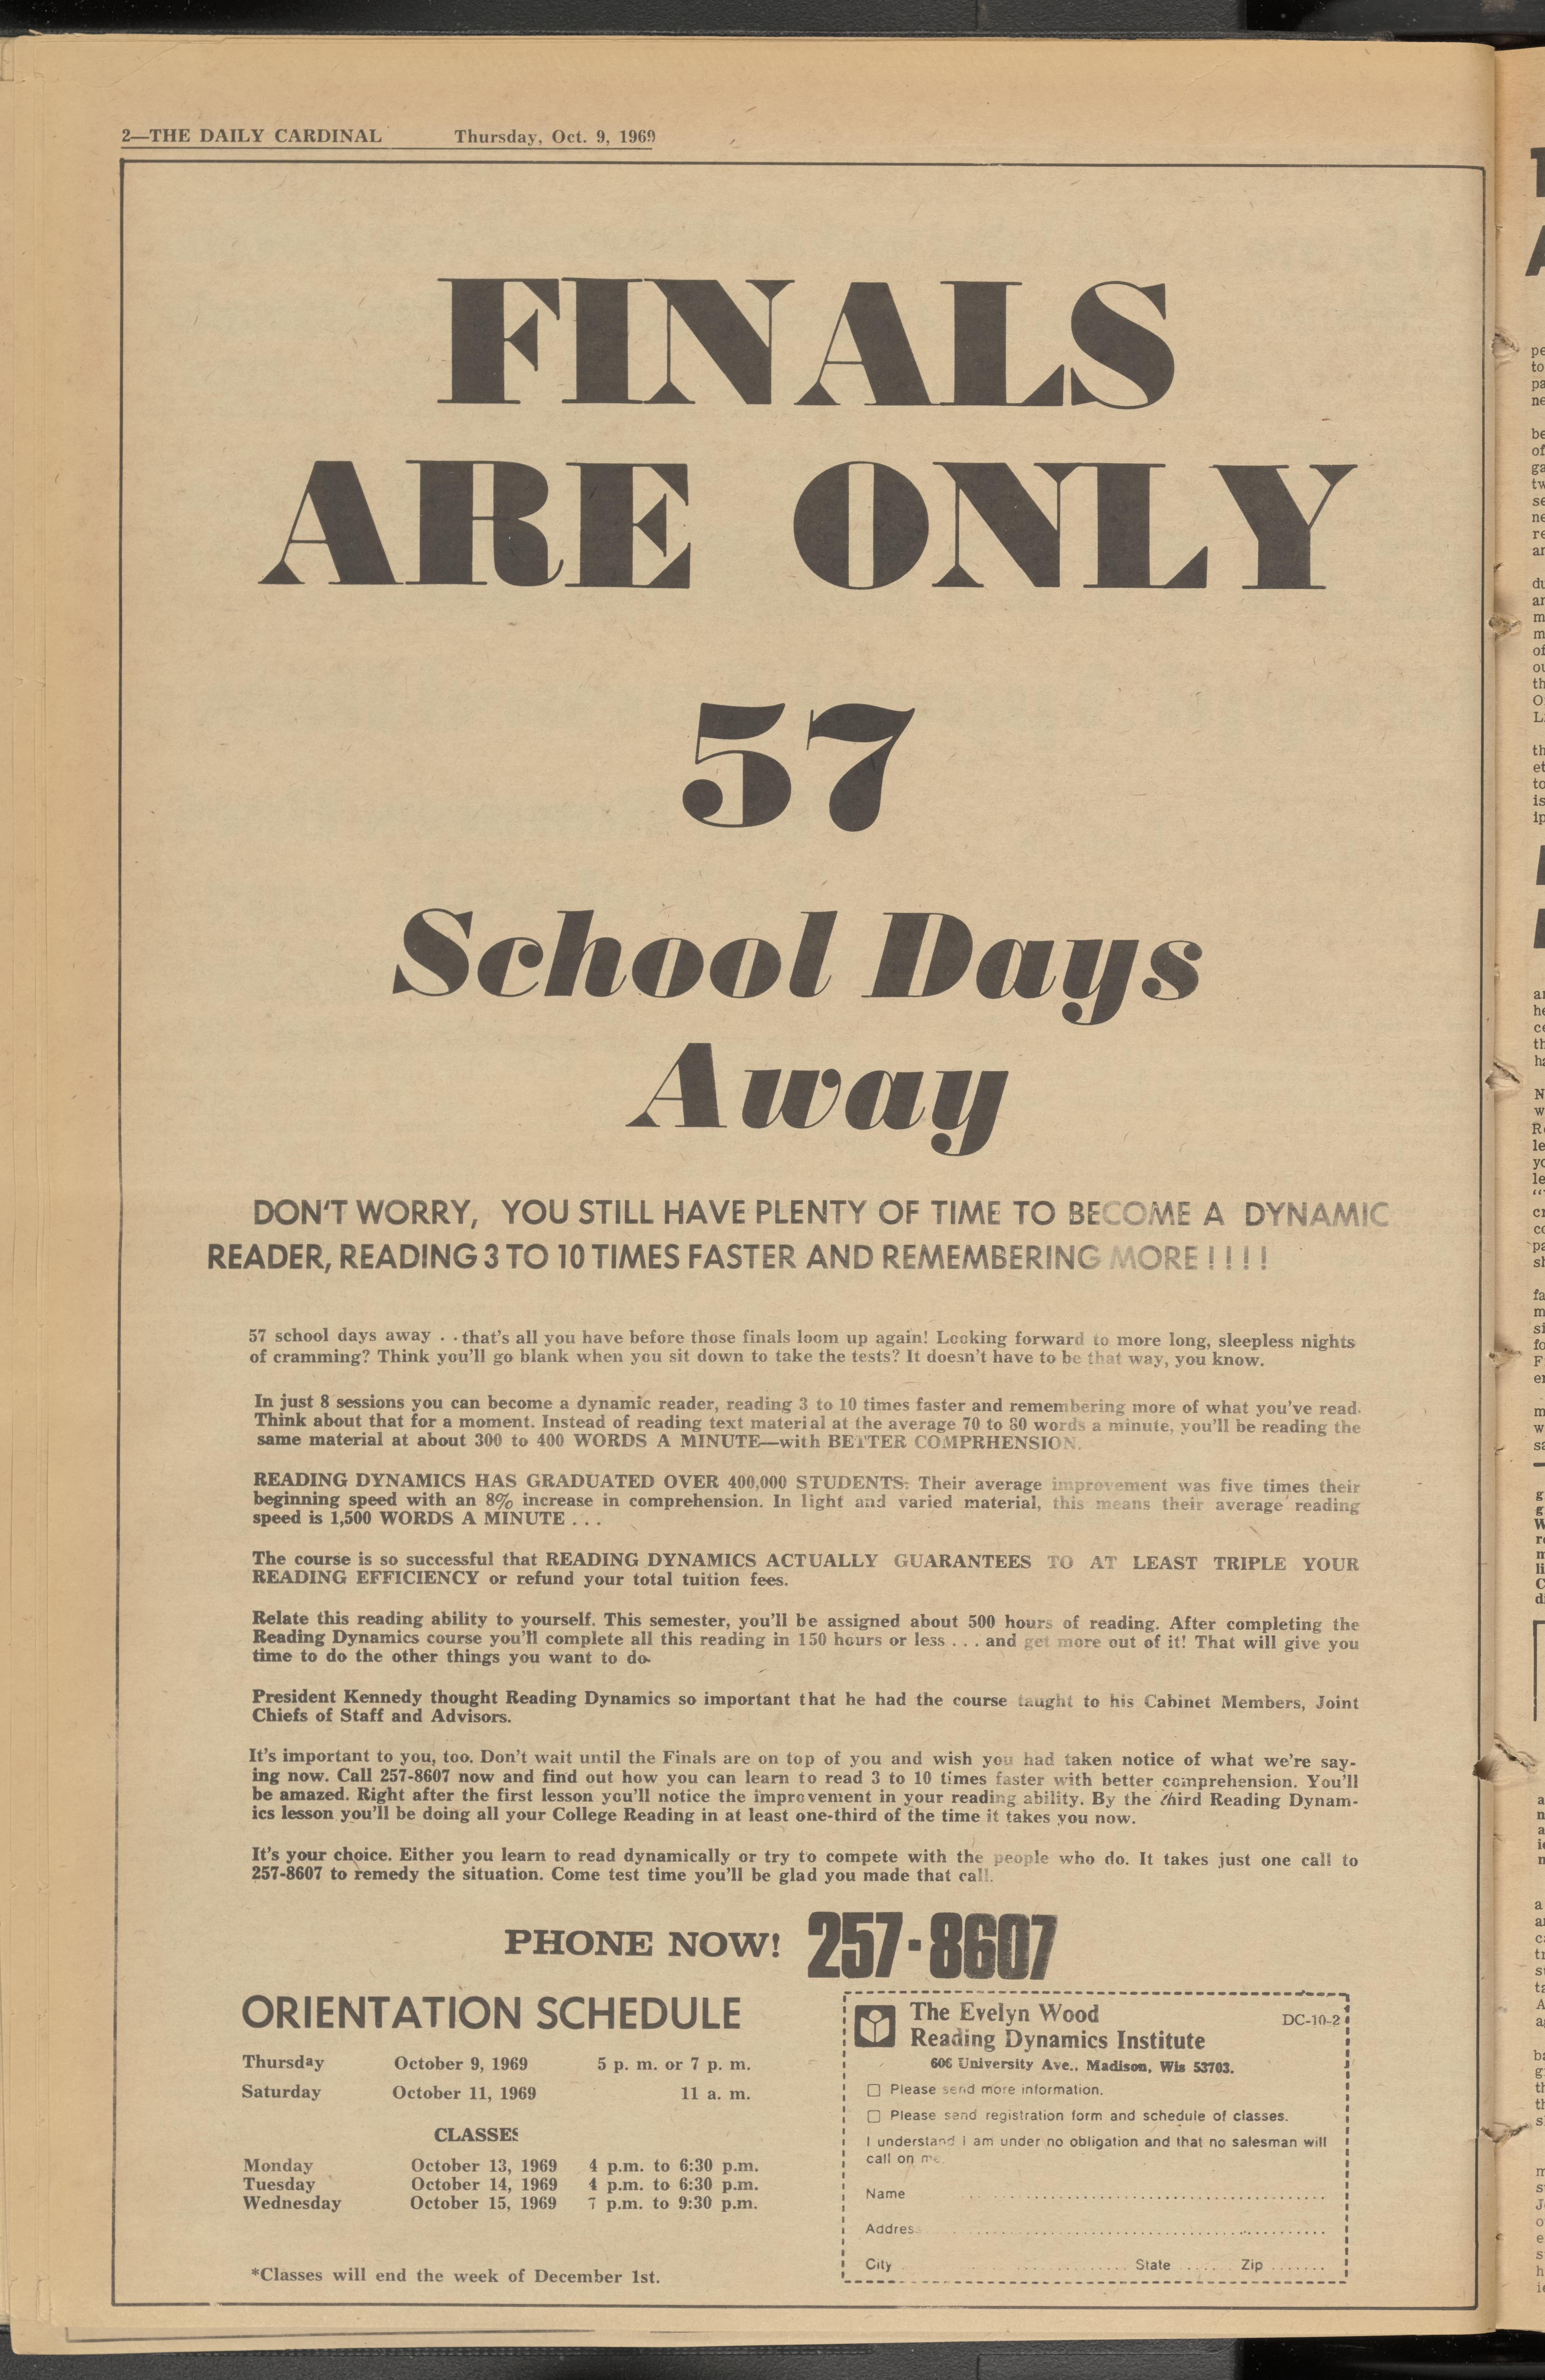 2—THE DAILY CARDINAL Thursday, Oct. 9, 1969
FINALS
ARE ONLY
57
School Days
Away
DON'T WORRY, YOU STILL HAVE PLENTY OF TIME TO BECOME A DYNAMIC
READER, READING 3 TO 10 TIMES FASTER AND REMEMBERING MORE ! ! ! !
57 school days away . . that's all you have before those finals loom up again! Looking forward to more long, sleepless nights
of cramming? Think you'll go blank when you sit down to take the tests? It doesn't have to be that way, you know.
In just 8 sessions you can become a dynamic reader, reading 3 to 10 times faster and remembering more of what you've read.
Think about that for a moment. Instead of reading text material at the average 70 to 80 words a minute, you'll be reading the
same material at about 300 to 400 WORDS A MINUTE—with BETTER COMPRHENSION.
READING DYNAMICS HAS GRADUATED OVER 400,000 STUDENTS. Their average improvement was five times their
beginning speed with an 8% increase in comprehension. In light and varied material, this means their average reading
speed is 1,500 WORDS A MINUTE . . .
The course is so successful that READING DYNAMICS ACTUALLY GUARANTEES TO AT LEAST TRIPLE YOUR
READING EFFICIENCY or refund your total tuition fees.
Relate this reading ability to yourself. This semester, you'll be assigned about 500 hours of reading. After completing the
Reading Dynamics course you'll complete all this reading in 150 hours or less . . . and get more out of it! That will give you
time to do the other things you want to do.
President Kennedy thought Reading Dynamics so important that he had the course taught to his Cabinet Members, Joint
Chiefs of Staff and Advisors.
It's important to you, too. Don't wait until the Finals are on top of you and wish you had taken notice of what we're say-
ing now. Call 257-8607 now and find out how you can learn to read 3 to 10 times faster with better comprehension. You'll
be amazed. Right after the first lesson you'll notice the improvement in your reading ability. By the third Reading Dynam-
ics lesson you'll be doing all your College Reading in at least one-third of the time it takes you now.
It's your choice. Either you learn to read dynamically or try to compete with the people who do. It takes just one call to
257-8607 to remedy the situation. Come test time you'll be glad you made that call.
PHONE NOW! 257-8607
ORIENTATION SCHEDULE
Thursday October 9, 1969 5 p. m. or 7 p. m.
Saturday October 11, 1969 11 a. m.
CLASSES
Monday October 13, 1969 4 p.m. to 6:30 p.m.
Tuesday October 14, 1969 4 p.m. to 6:30 p.m.
Wednesday October 15, 1969 7 p.m. to 9:30 p.m.
*Classes will end the week of December 1st.
The Evelyn Wood DC-10-2
Reading Dynamics Institute
606 University Ave., Madison, Wis 53703.
□ Please send more information.
□ Please send registration form and schedule of classes.
I understand I am under no obligation and that no salesman will
call on me.
Name
Address
City State Zip